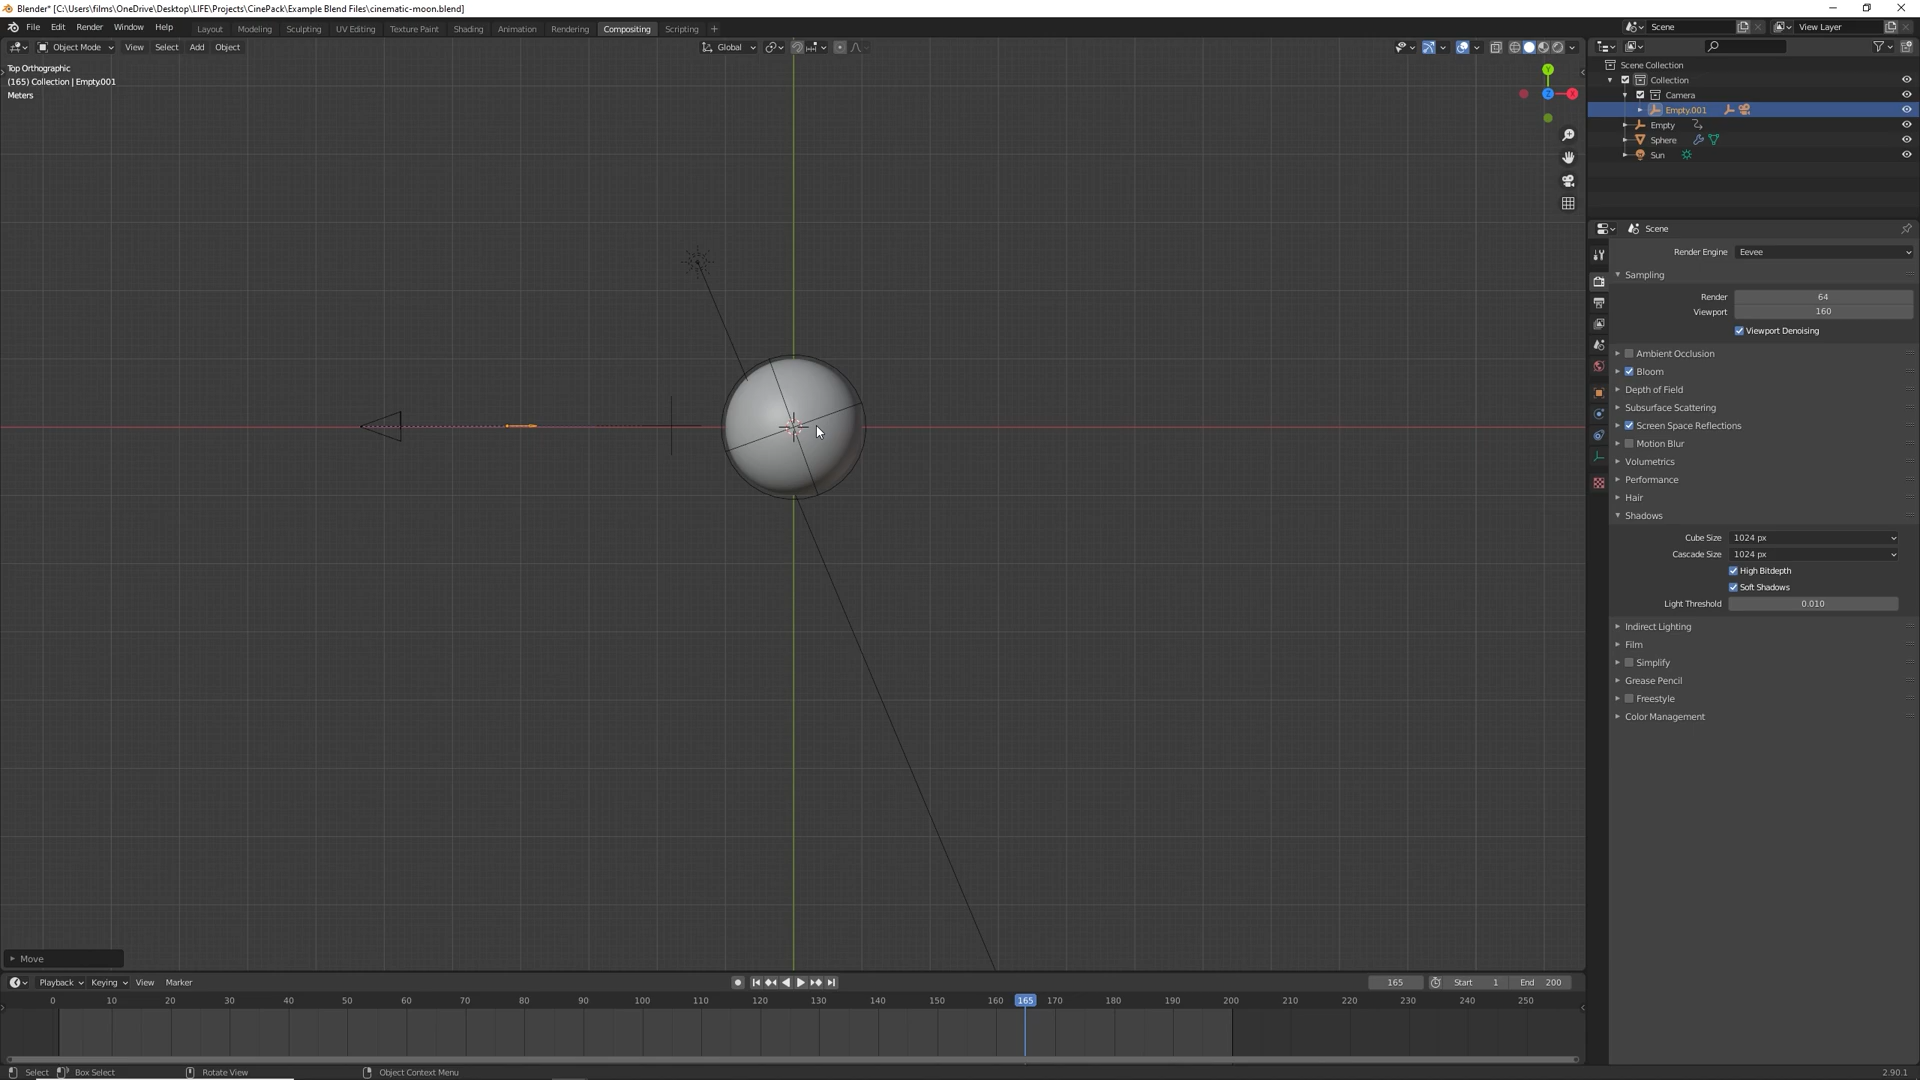 Blender* [C:\Users\films\OneDrive\Desktop\LIFE\Projects\CinePack\Example Blend Files\cinematic-moon.blend]
File Edit Render Window Help Layout Modeling Sculpting UV Editing Texture Paint Shading Animation Rendering Compositing Scripting + Scene View Layer
Object Mode View Select Add Object Global
Top Orthographic
(165) Collection | Empty.001
Meters
Scene Collection
Collection
Camera
Empty.001
Empty
Sphere
Sun
Scene
Render Engine Eevee
Sampling
Render 64
Viewport 160
Viewport Denoising
Ambient Occlusion
Bloom
Depth of Field
Subsurface Scattering
Screen Space Reflections
Motion Blur
Volumetrics
Performance
Hair
Shadows
Cube Size 1024 px
Cascade Size 1024 px
High Bitdepth
Soft Shadows
Light Threshold 0.010
Indirect Lighting
Film
Simplify
Grease Pencil
Freestyle
Color Management
Move
Playback Keying View Marker 165 Start 1 End 200
0 10 20 30 40 50 60 70 80 90 100 110 120 130 140 150 160 165 170 180 190 200 210 220 230 240 250
Select Box Select Rotate View Object Context Menu 2.90.1